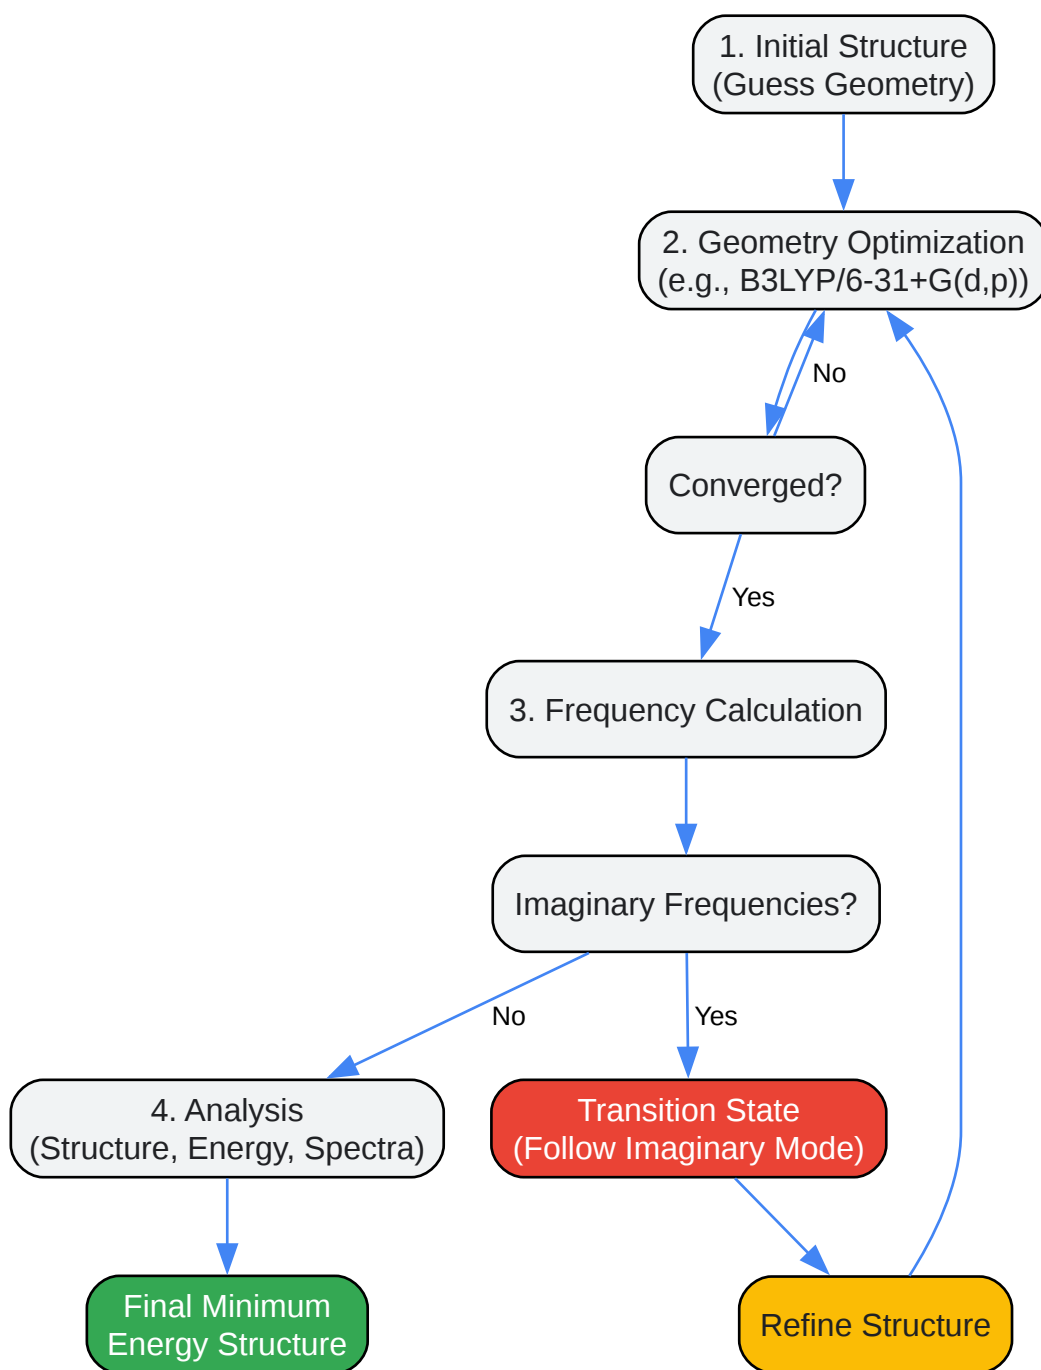 1. Initial Structure
(Guess Geometry)
2. Geometry Optimization
(e.g., B3LYP/6-31+G(d,p))
No
Converged?
Yes
3. Frequency Calculation
Imaginary Frequencies?
No
Yes
4. Analysis
(Structure, Energy, Spectra)
Transition State
(Follow Imaginary Mode)
Final Minimum
Energy Structure
Refine Structure